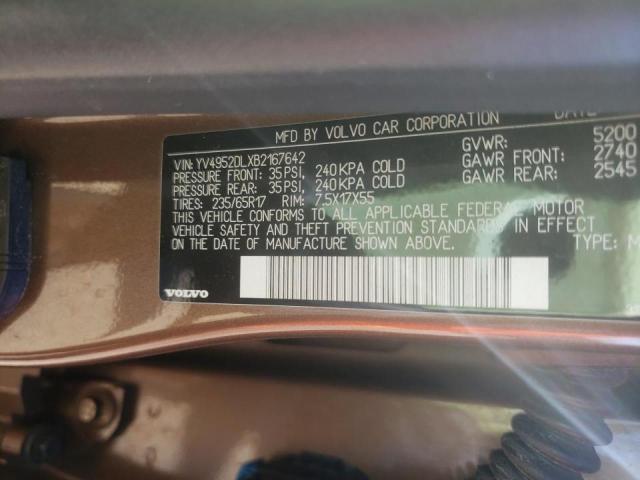 MFD BY VOLVO CAR CORPORATION DATE
VIN: YV4952DLXB2167642 GVWR: 5200
PRESSURE FRONT: 35PSI, 240KPA COLD GAWR FRONT: 2740
PRESSURE REAR: 35PSI, 240KPA COLD GAWR REAR: 2545
TIRES: 235/65R17 RIM: 7.5X17X55
THIS VEHICLE CONFORMS TO ALL APPLICABLE FEDERAL MOTOR
VEHICLE SAFETY AND THEFT PREVENTION STANDARDS IN EFFECT
ON THE DATE OF MANUFACTURE SHOWN ABOVE. TYPE: M
VOLVO